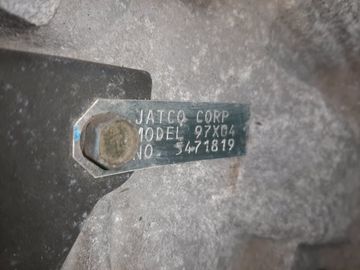 JATCO CORP
MODEL 97X04
NO. 5471819